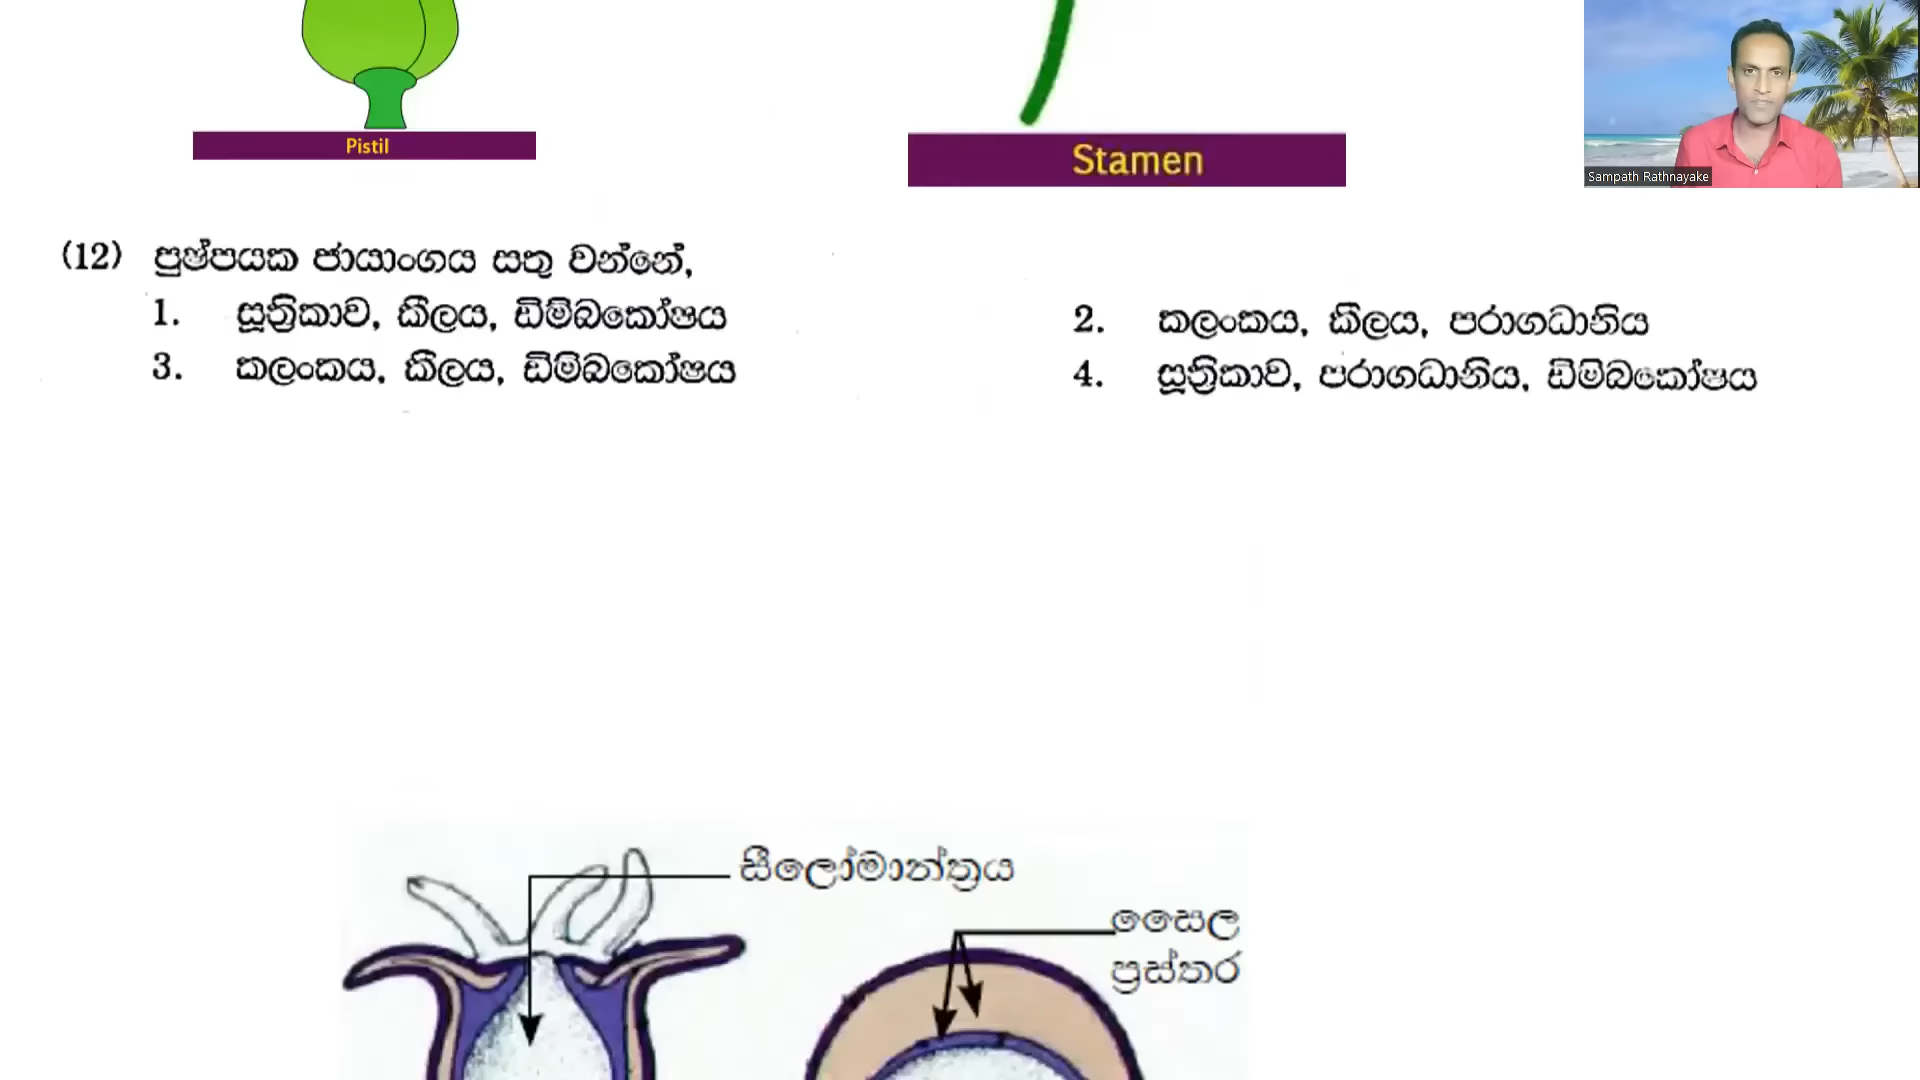 Pistil
Stamen
Sampath Rathnayake
(12) පුෂ්පයක ජායාංගය සතු වන්නේ,
1. සූත්‍රිකාව, කීලය, ඩිම්බකෝෂය
2. කලංකය, කීලය, පරාගධානිය
3. කලංකය, කීලය, ඩිම්බකෝෂය
4. සූත්‍රිකාව, පරාගධානිය, ඩිම්බකෝෂය
සීලෝමාන්ත්‍රය
සෛල
ප්‍රස්තර